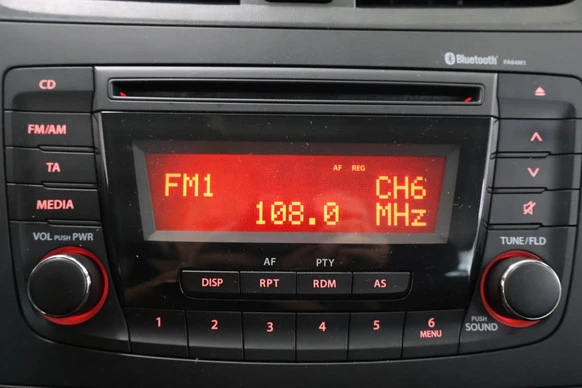 Bluetooth PA04M1
CD
FM/AM
TA
MEDIA
VOL PUSH PWR
AF REG
FM1 CH6
108.0 MHz
AF PTY
DISP RPT RDM AS
1 2 3 4 5 6
MENU
TUNE/FLD
PUSH
SOUND